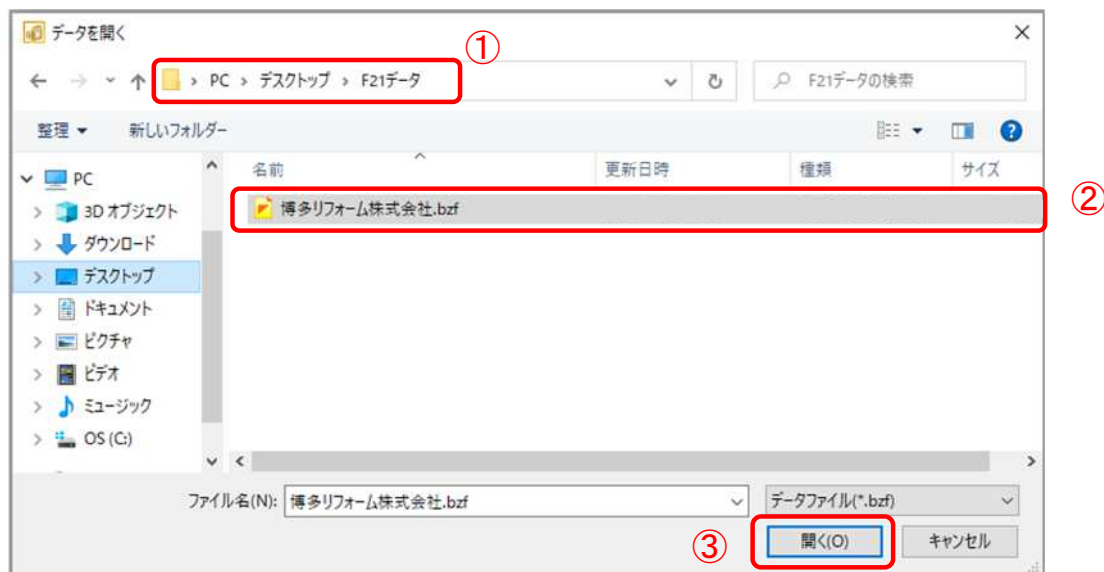 データを開く
①
PC › デスクトップ › F21データ
F21データの検索
整理 新しいフォルダー
名前 更新日時 種類 サイズ
PC
3D オブジェクト
ダウンロード
デスクトップ
ドキュメント
ピクチャ
ビデオ
ミュージック
OS (C:)
博多リフォーム株式会社.bzf
②
ファイル名(N): 博多リフォーム株式会社.bzf データファイル(*.bzf)
③ 開く(O) キャンセル